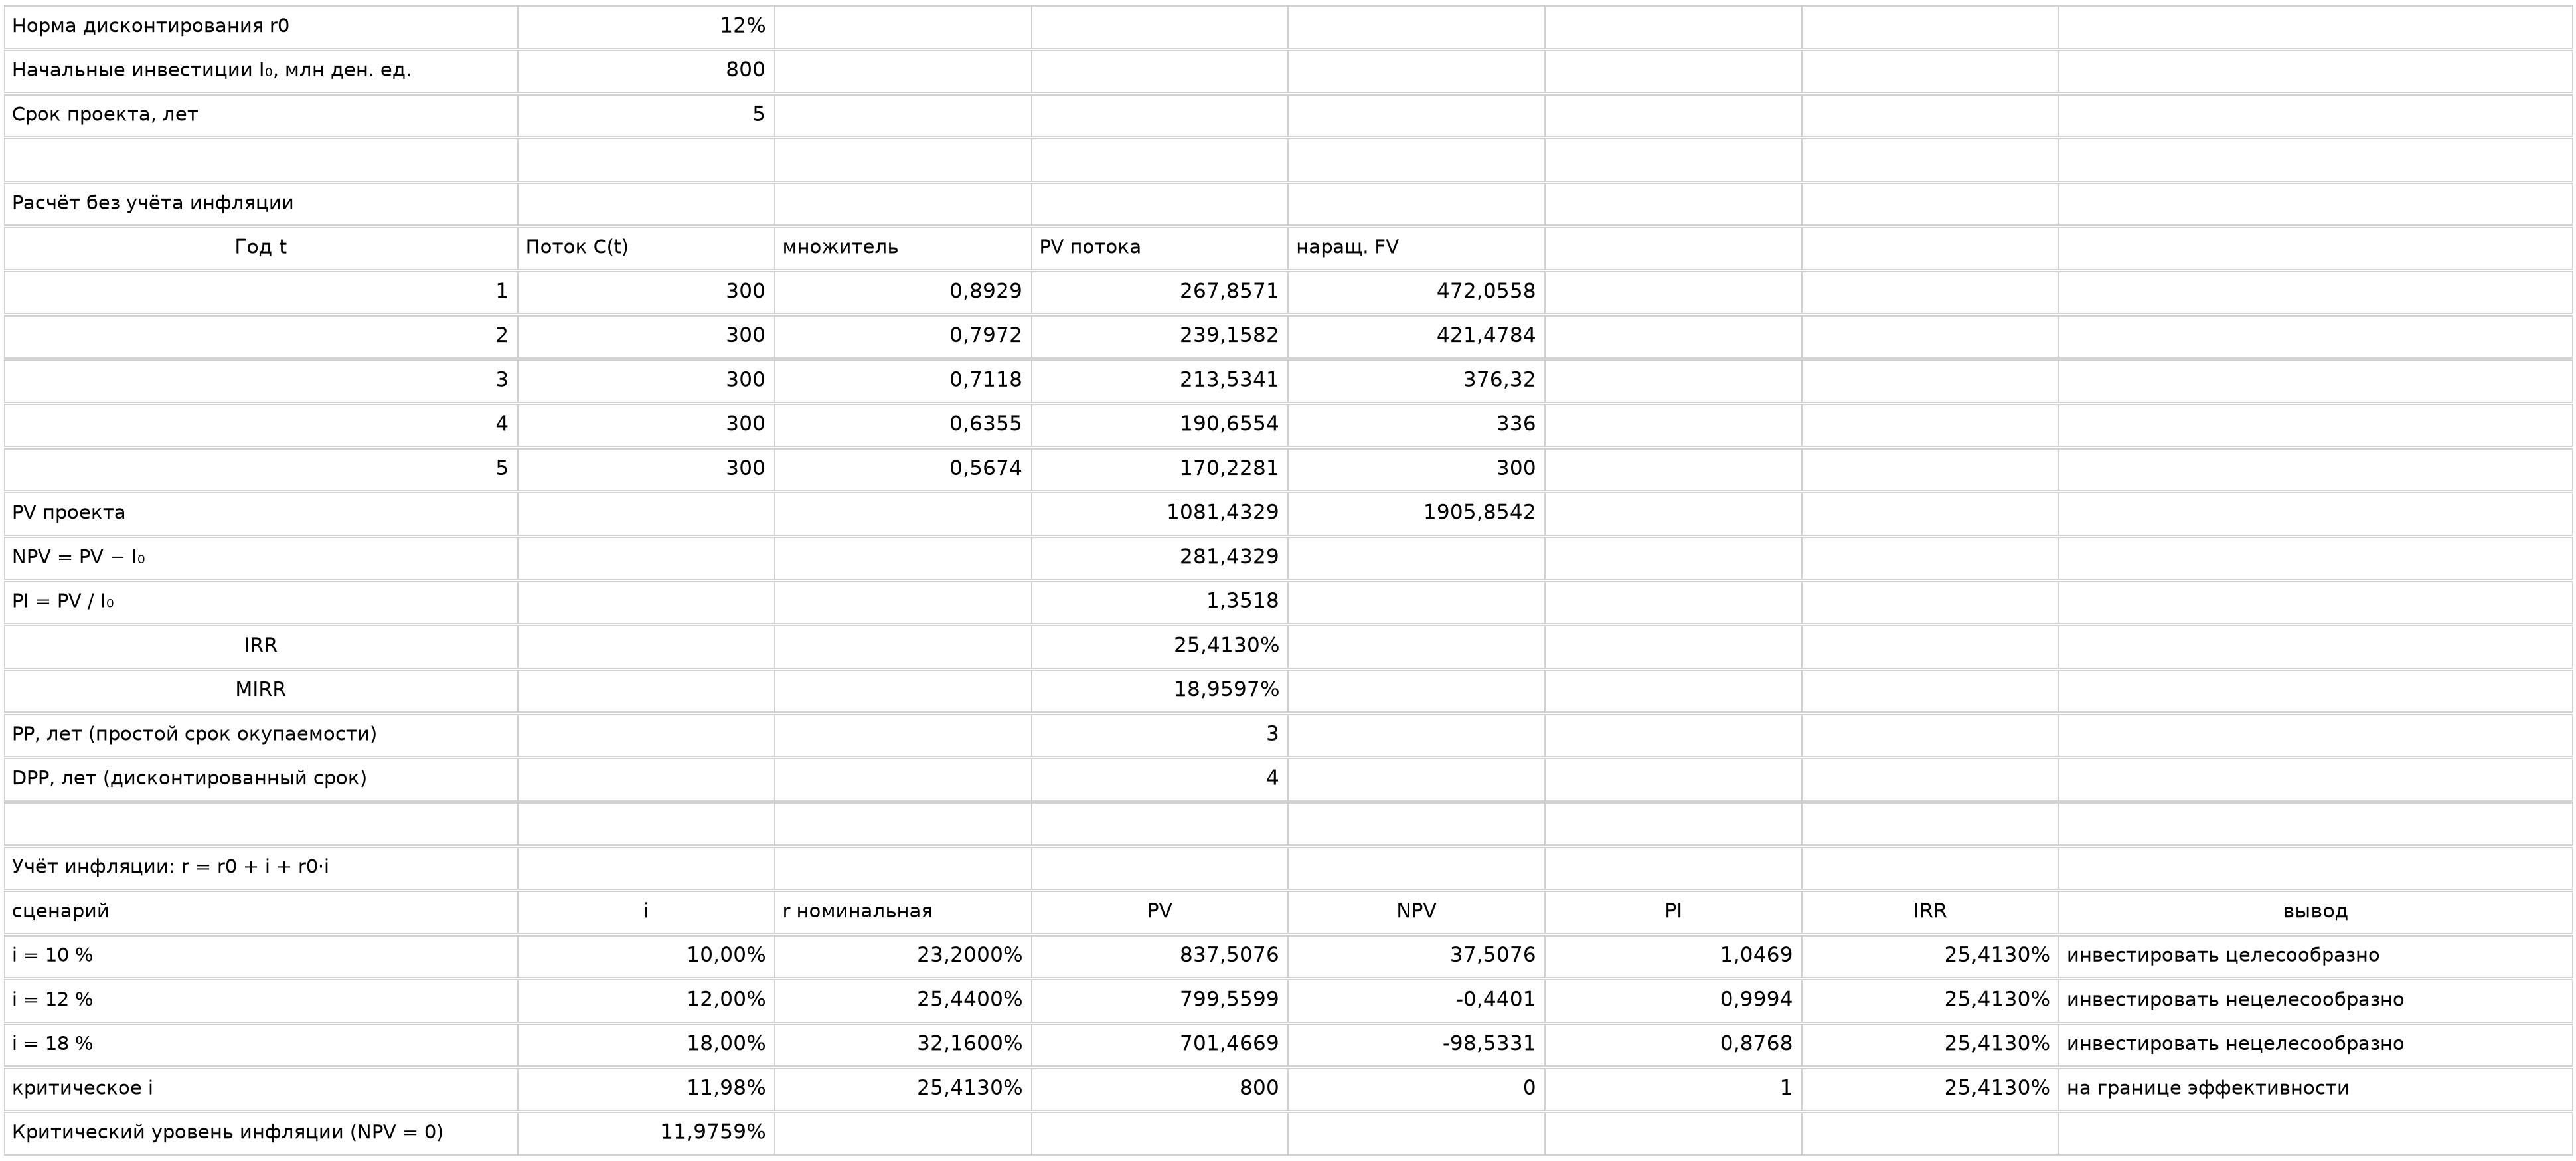 Норма дисконтирования r0 12%
Начальные инвестиции I₀, млн ден. ед. 800
Срок проекта, лет 5
Расчёт без учёта инфляции
Год t Поток C(t) множитель PV потока наращ. FV
1 300 0,8929 267,8571 472,0558
2 300 0,7972 239,1582 421,4784
3 300 0,7118 213,5341 376,32
4 300 0,6355 190,6554 336
5 300 0,5674 170,2281 300
PV проекта 1081,4329 1905,8542
NPV = PV − I₀ 281,4329
PI = PV / I₀ 1,3518
IRR 25,4130%
MIRR 18,9597%
PP, лет (простой срок окупаемости) 3
DPP, лет (дисконтированный срок) 4
Учёт инфляции: r = r0 + i + r0·i
сценарий i r номинальная PV NPV PI IRR вывод
i = 10 % 10,00% 23,2000% 837,5076 37,5076 1,0469 25,4130% инвестировать целесообразно
i = 12 % 12,00% 25,4400% 799,5599 -0,4401 0,9994 25,4130% инвестировать нецелесообразно
i = 18 % 18,00% 32,1600% 701,4669 -98,5331 0,8768 25,4130% инвестировать нецелесообразно
критическое i 11,98% 25,4130% 800 0 1 25,4130% на границе эффективности
Критический уровень инфляции (NPV = 0) 11,9759%